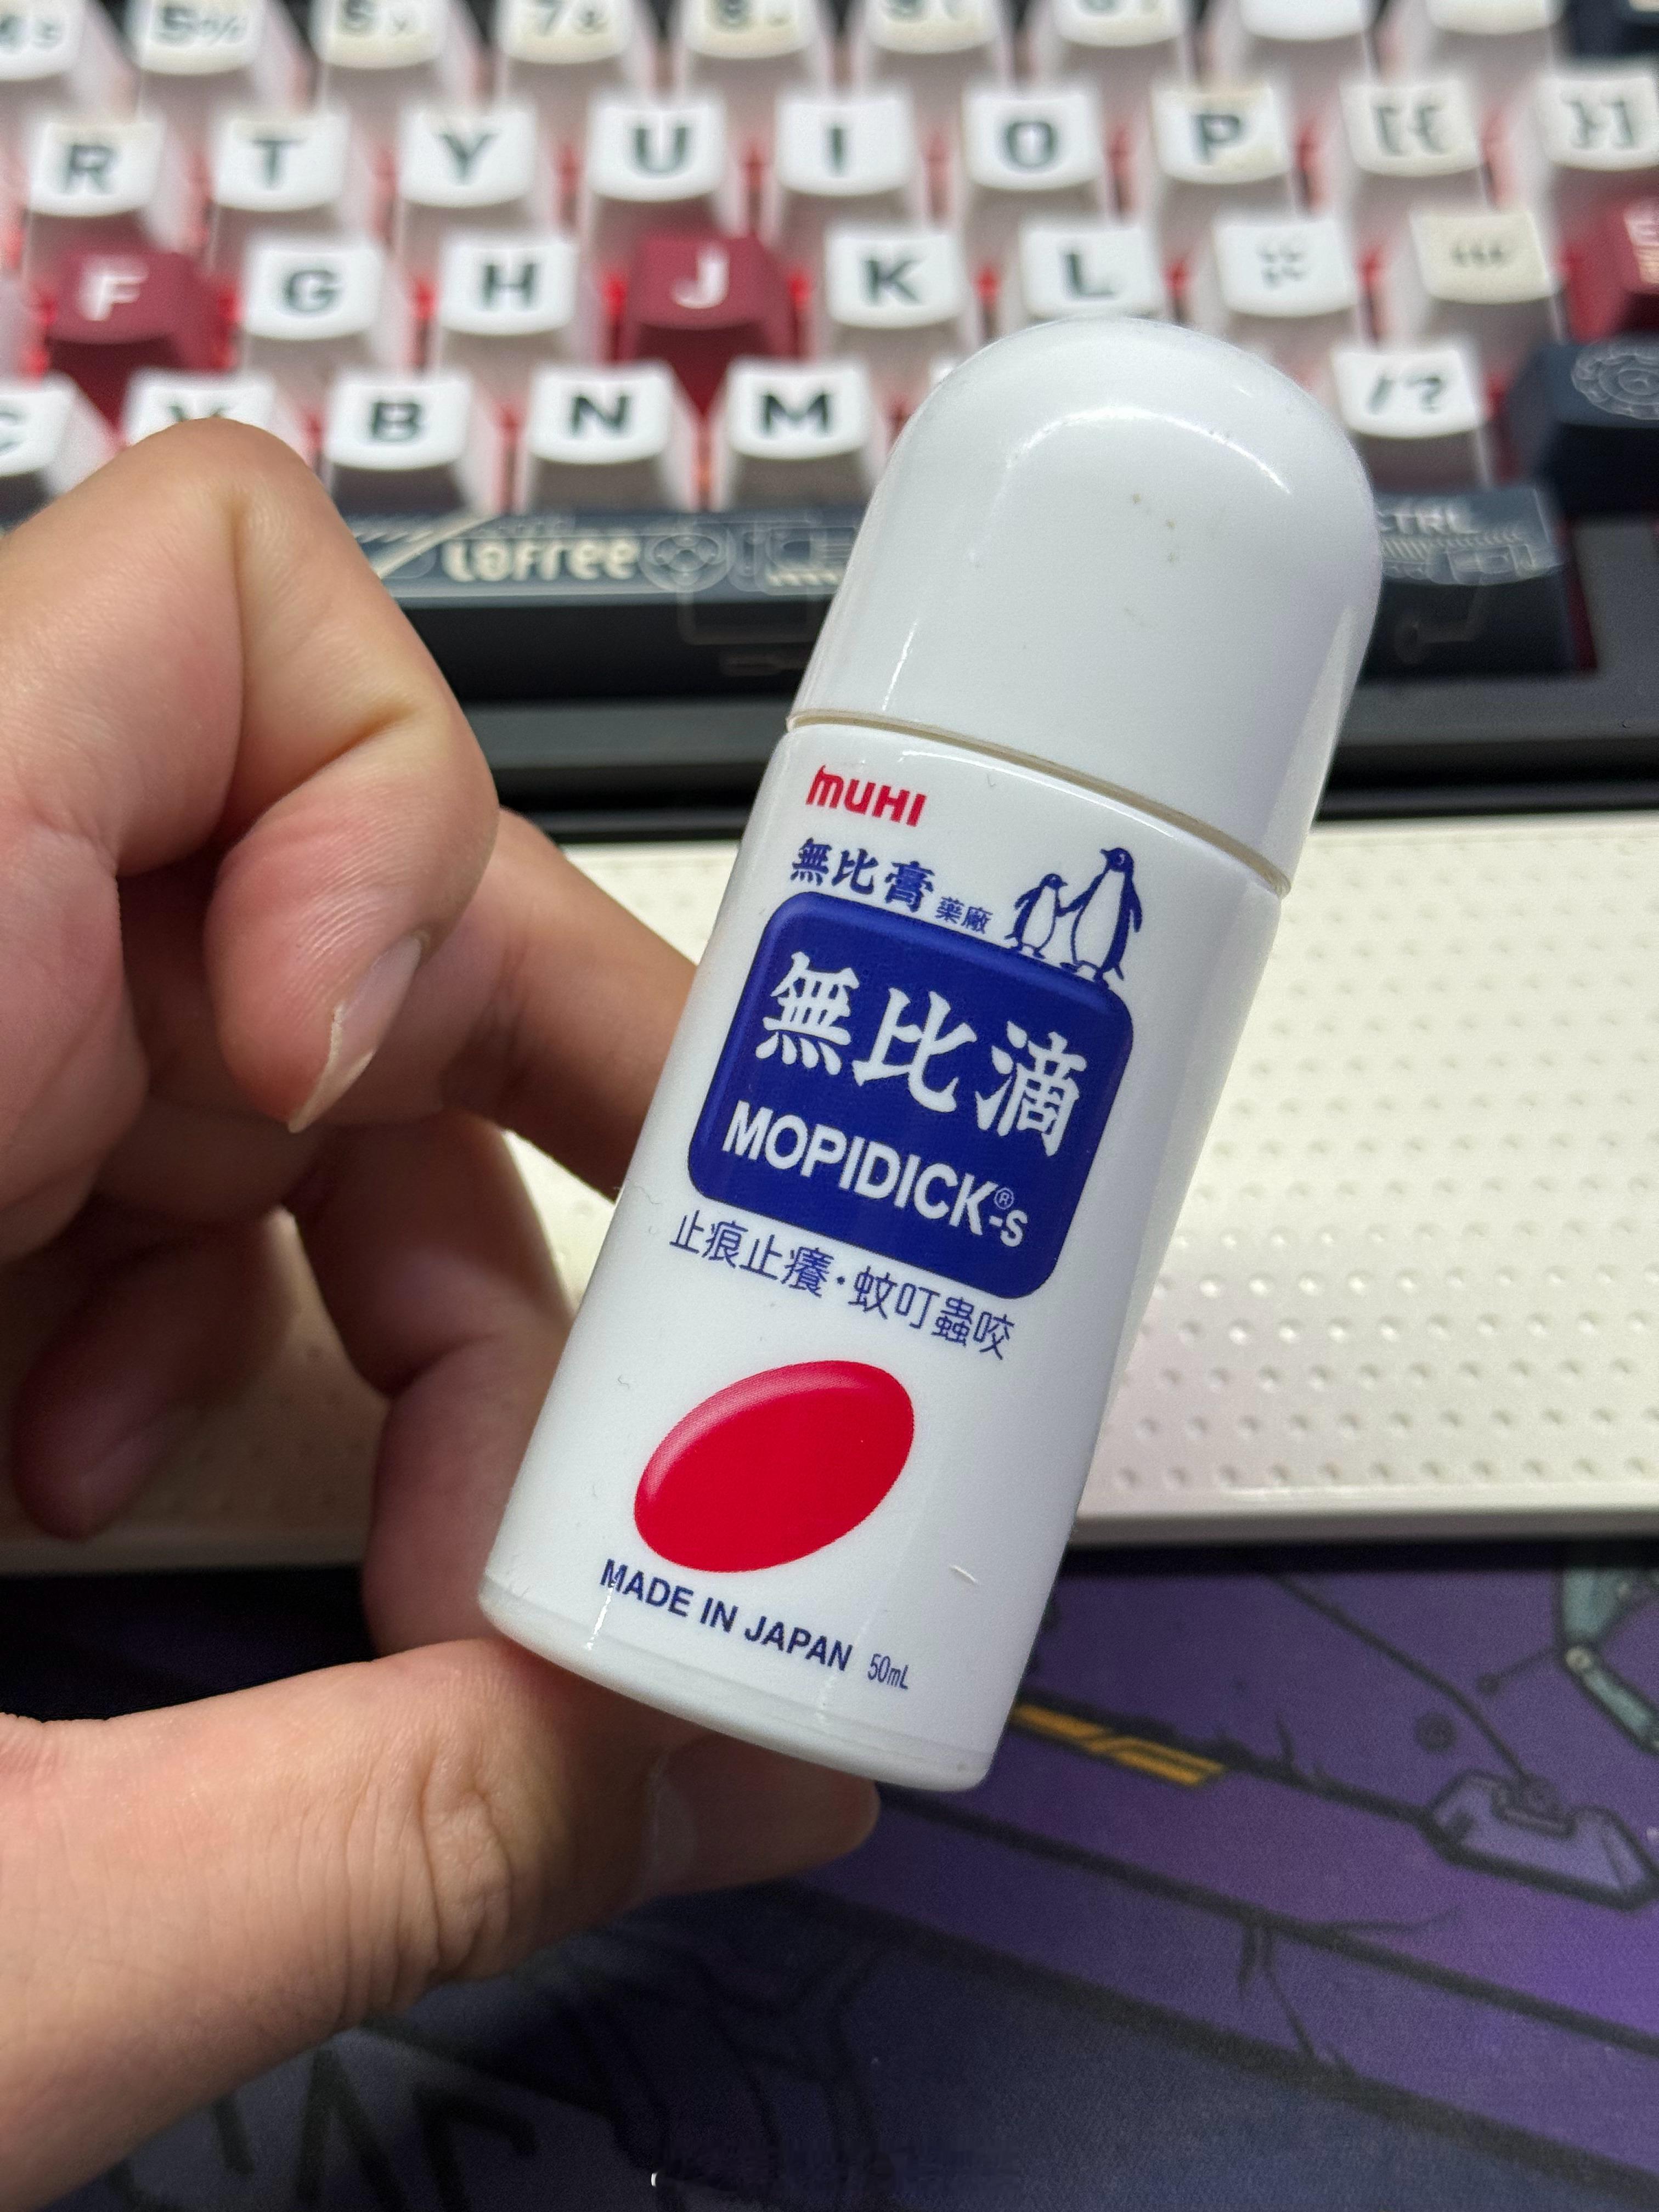 R T Y U I O P [{ }]
F G H J K L
B N M /?
Lofree CTRL
MUHI
無比膏 藥廠
無比滴
MOPIDICK®-s
止痕止癢·蚊叮蟲咬
MADE IN JAPAN 50mL